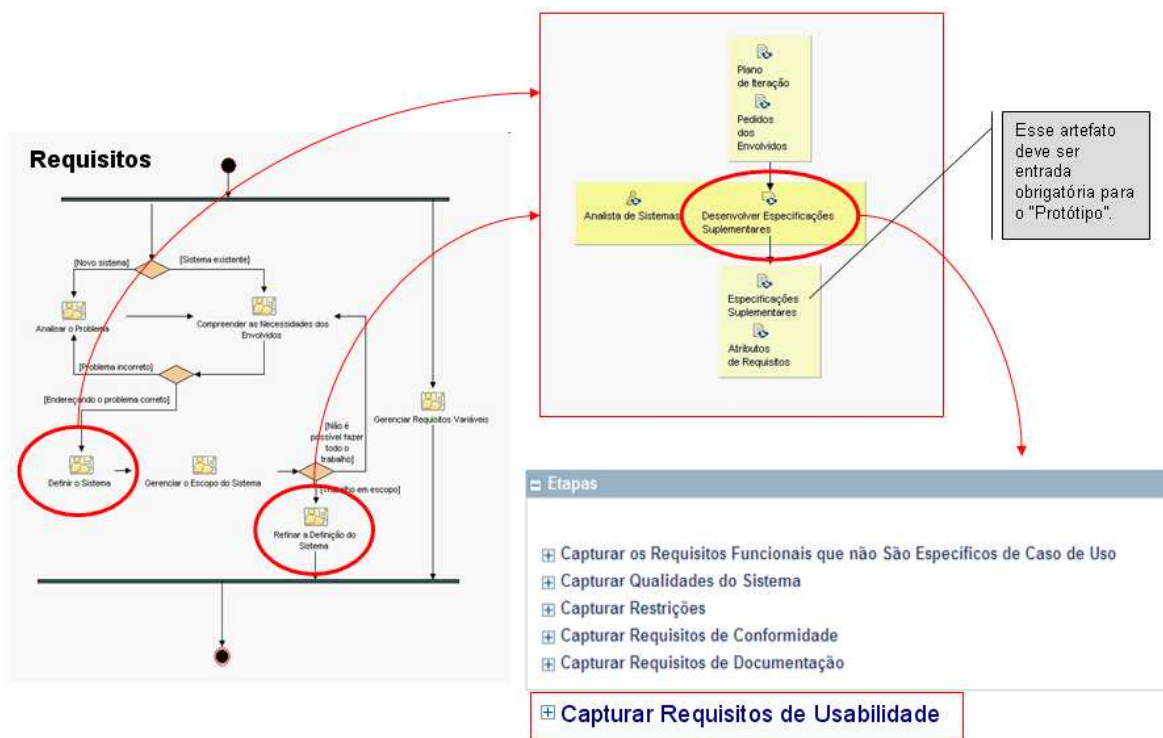 Requisitos
[Novo sistema]
[Sistema existente]
Analisar o Problema
Compreender as Necessidades dos
Envolvidos
[Problema incorreto]
[Endereçando o problema correto]
Gerenciar Requisitos Variáveis
[Não é
possível fazer
todo o
trabalho]
Definir o Sistema
Gerenciar o Escopo do Sistema
[Trabalho em escopo]
Refinar a Definição do
Sistema
Plano
de Iteração
Pedidos
dos
Envolvidos
Analista de Sistemas
Desenvolver Especificações
Suplementares
Especificações
Suplementares
Atributos
de Requisitos
Esse artefato
deve ser
entrada
obrigatória para
o "Protótipo".
Etapas
Capturar os Requisitos Funcionais que não São Específicos de Caso de Uso
Capturar Qualidades do Sistema
Capturar Restrições
Capturar Requisitos de Conformidade
Capturar Requisitos de Documentação
Capturar Requisitos de Usabilidade